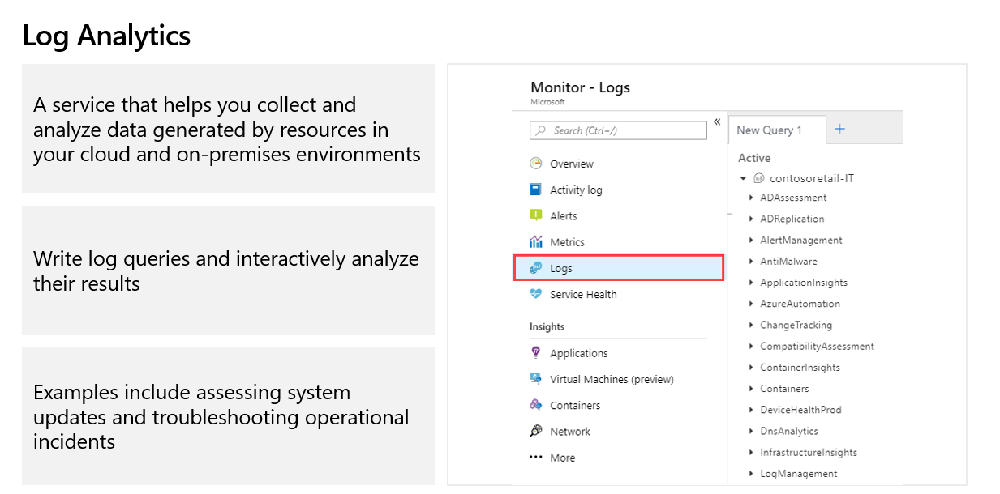 Log Analytics
A service that helps you collect and
analyze data generated by resources in
your cloud and on-premises environments
Write log queries and interactively analyze
their results
Examples include assessing system
updates and troubleshooting operational
incidents
Monitor - Logs
Microsoft
Search (Ctrl+/)
«
Overview
Activity log
Alerts
Metrics
Logs
Service Health
Insights
Applications
Virtual Machines (preview)
Containers
Network
More
New Query 1
+
Active
contosoretail-IT
ADAssessment
ADReplication
AlertManagement
AntiMalware
ApplicationInsights
AzureAutomation
ChangeTracking
CompatibilityAssessment
ContainerInsights
Containers
DeviceHealthProd
DnsAnalytics
InfrastructureInsights
LogManagement